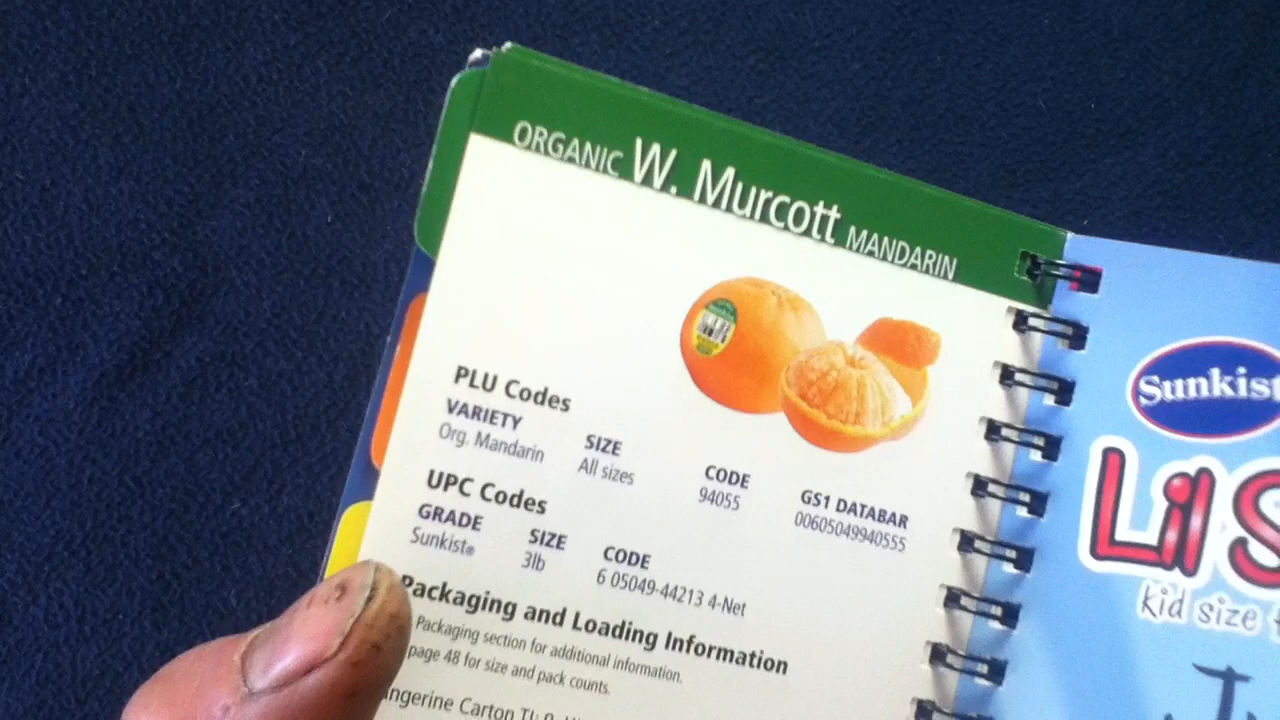 ORGANIC W. Murcott MANDARIN
PLU Codes
VARIETY SIZE CODE GS1 DATABAR
Org. Mandarin All sizes 94055 00605049940555
UPC Codes
GRADE SIZE CODE
Sunkist® 3lb 6 05049-44213 4-Net
Packaging and Loading Information
Packaging section for additional information.
page 48 for size and pack counts.
Carton
Sunkist
Lil S
kid size